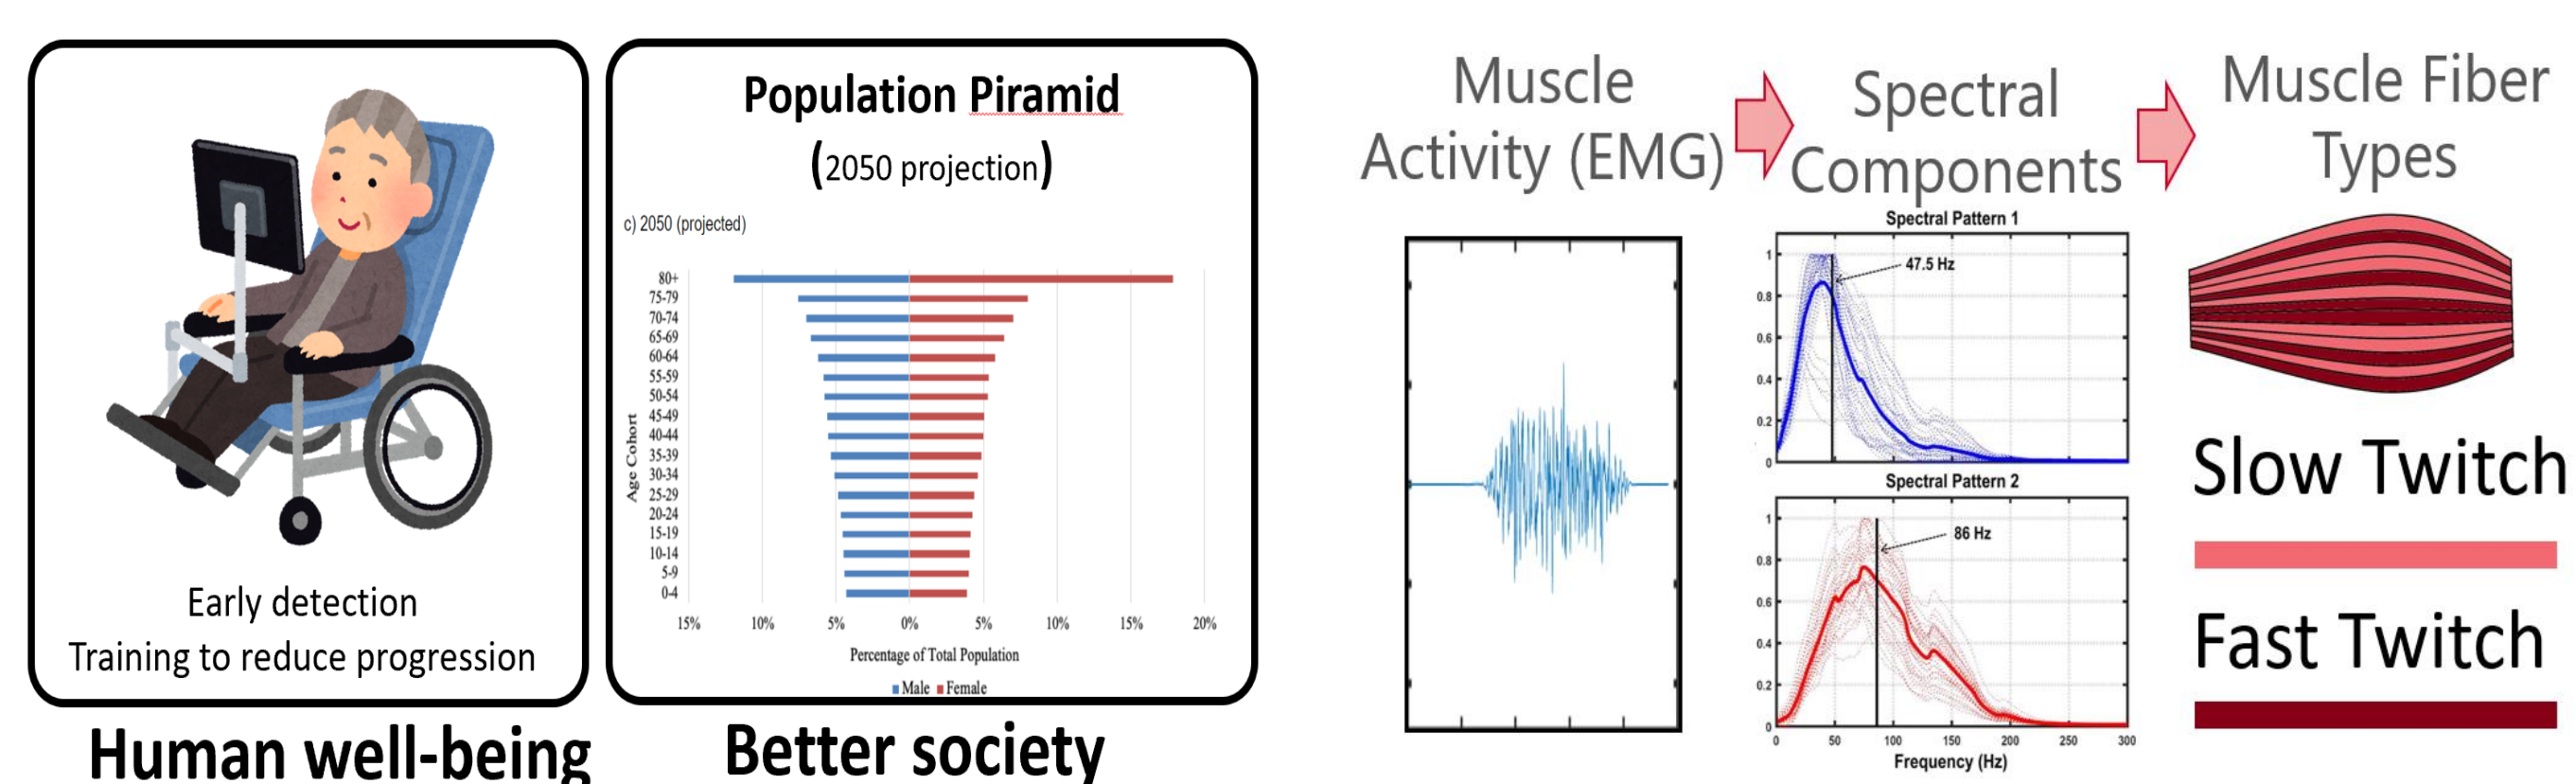 Early detection
Training to reduce progression
Human well-being
Population Piramid
(2050 projection)
c) 2050 (projected)
Age Cohort
80+
75-79
70-74
65-69
60-64
55-59
50-54
45-49
40-44
35-39
30-34
25-29
20-24
15-19
10-14
5-9
0-4
15% 10% 5% 0% 5% 10% 15% 20%
Percentage of Total Population
Male Female
Better society
Muscle
Activity (EMG)
Spectral
Components
Spectral Pattern 1
47.5 Hz
1
0.8
0.6
0.4
0.2
0
Spectral Pattern 2
86 Hz
1
0.8
0.6
0.4
0.2
0
0 50 100 150 200 250 300
Frequency (Hz)
Muscle Fiber
Types
Slow Twitch
Fast Twitch